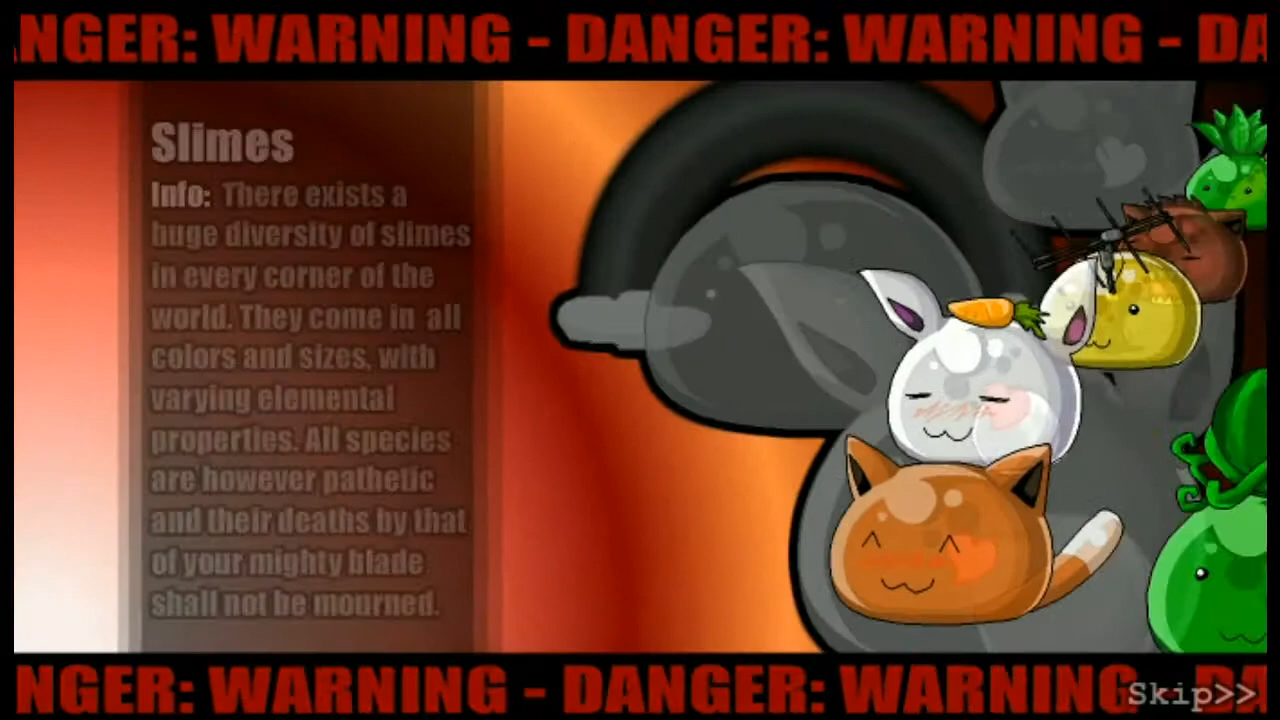 NGER: WARNING - DANGER: WARNING - DA
Slimes
Info: There exists a
huge diversity of slimes
in every corner of the
world. They come in all
colors and sizes, with
varying elemental
properties. All species
are however pathetic
and their deaths by that
of your mighty blade
shall not be mourned.
NGER: WARNING - DANGER: WARNING - DA
Skip>>